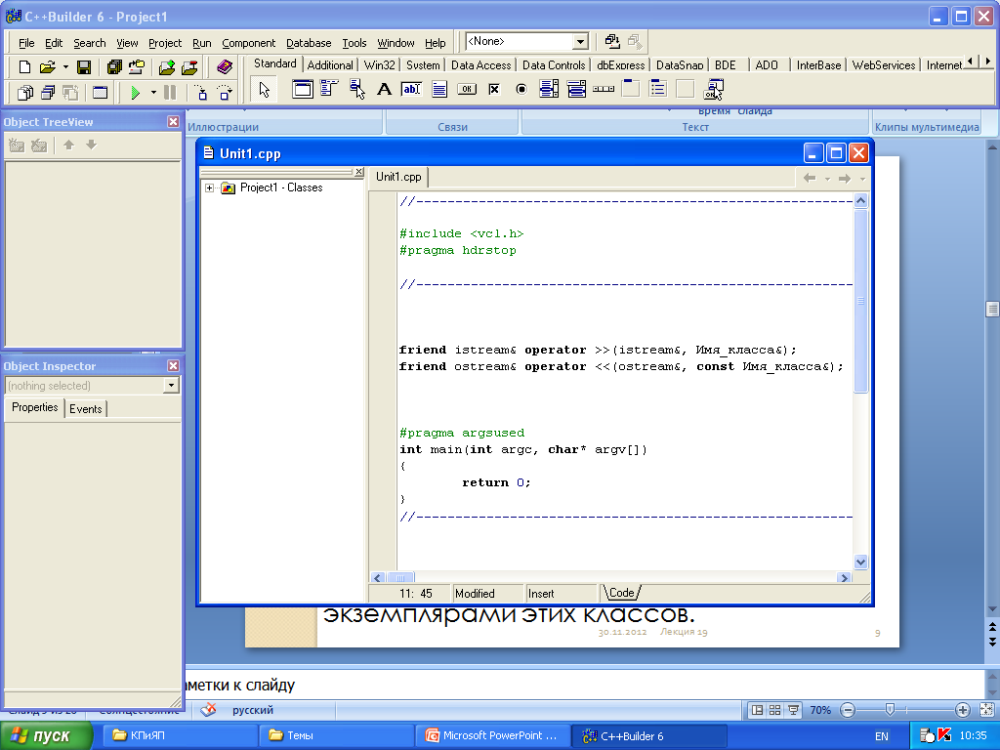 C++Builder 6 - Project1
File Edit Search View Project Run Component Database Tools Window Help
<None>
Standard Additional Win32 System Data Access Data Controls dbExpress DataSnap BDE ADO InterBase WebServices Internet
Object TreeView
Иллюстрации Связи Текст Клипы мультимедиа
время слайда
Unit1.cpp
Project1 - Classes
Unit1.cpp
//--------------------------------------------------------
#include <vcl.h>
#pragma hdrstop
//--------------------------------------------------------
friend istream& operator >>(istream&, Имя_класса&);
friend ostream& operator <<(ostream&, const Имя_класса&);
#pragma argsused
int main(int argc, char* argv[])
{
return 0;
}
//--------------------------------------------------------
11: 45 Modified Insert Code
Object Inspector
(nothing selected)
Properties Events
экземплярами этих классов.
30.11.2012 Лекция 19 9
метки к слайду
русский 70%
пуск КПиЯП Темы Microsoft PowerPoint ... C++Builder 6 EN 10:35